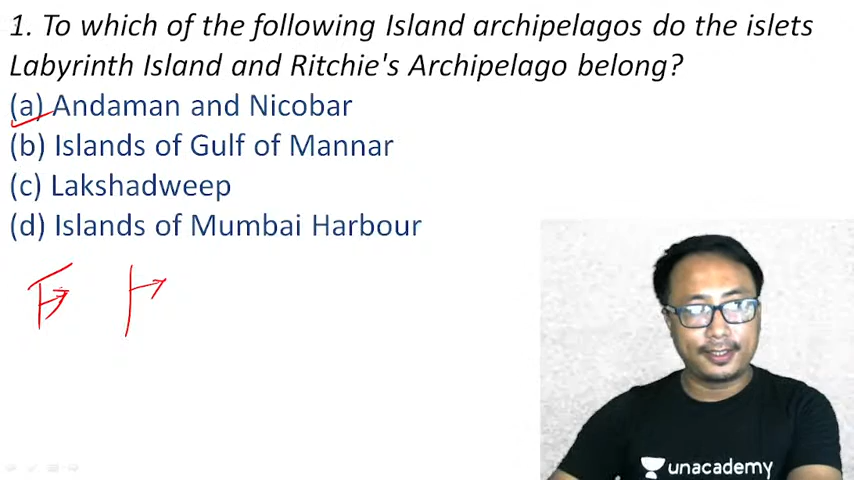 1. To which of the following Island archipelagos do the islets
Labyrinth Island and Ritchie's Archipelago belong?
(a) Andaman and Nicobar
(b) Islands of Gulf of Mannar
(c) Lakshadweep
(d) Islands of Mumbai Harbour
unacademy